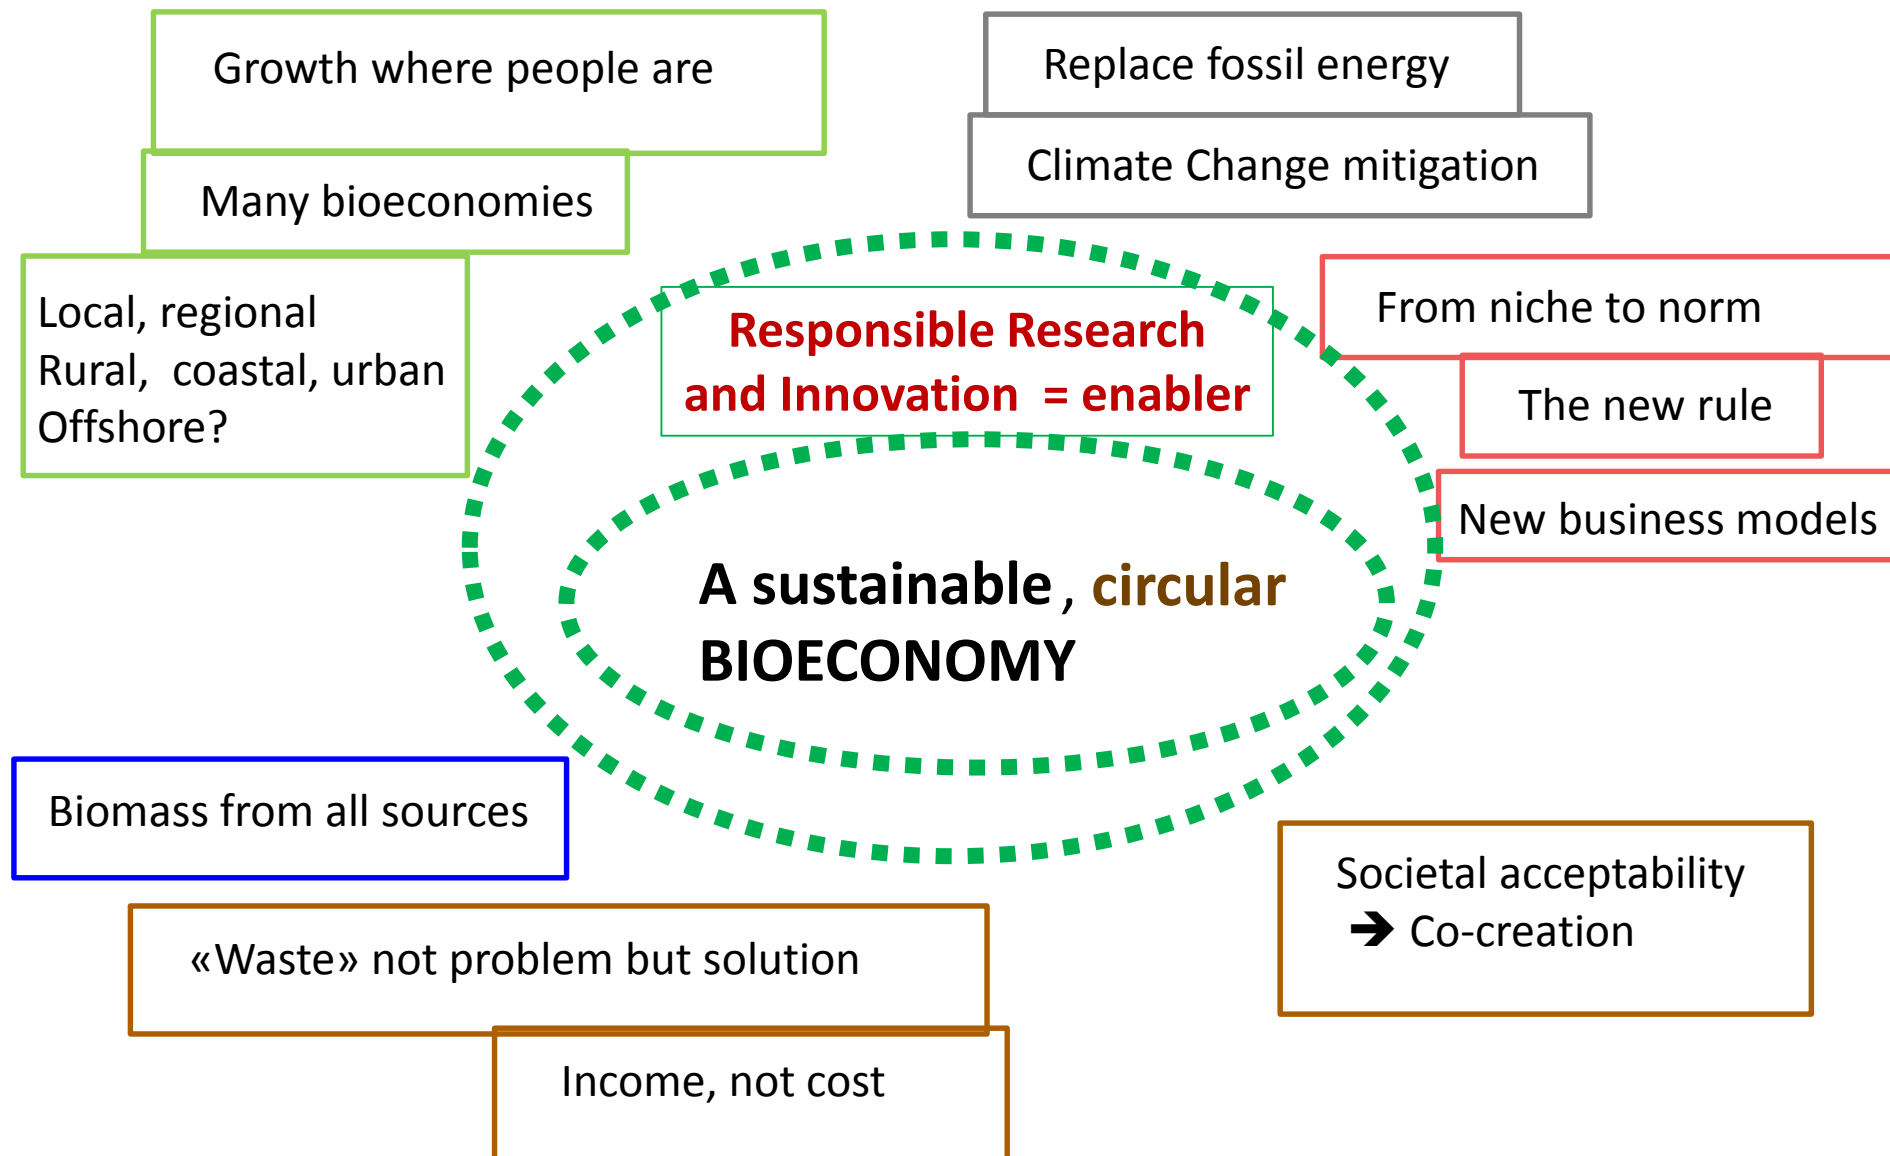 Growth where people are
Many bioeconomies
Local, regional
Rural, coastal, urban
Offshore?
Replace fossil energy
Climate Change mitigation
Responsible Research
and Innovation = enabler
From niche to norm
The new rule
New business models
A sustainable, circular
BIOECONOMY
Biomass from all sources
«Waste» not problem but solution
Income, not cost
Societal acceptability
➔ Co-creation